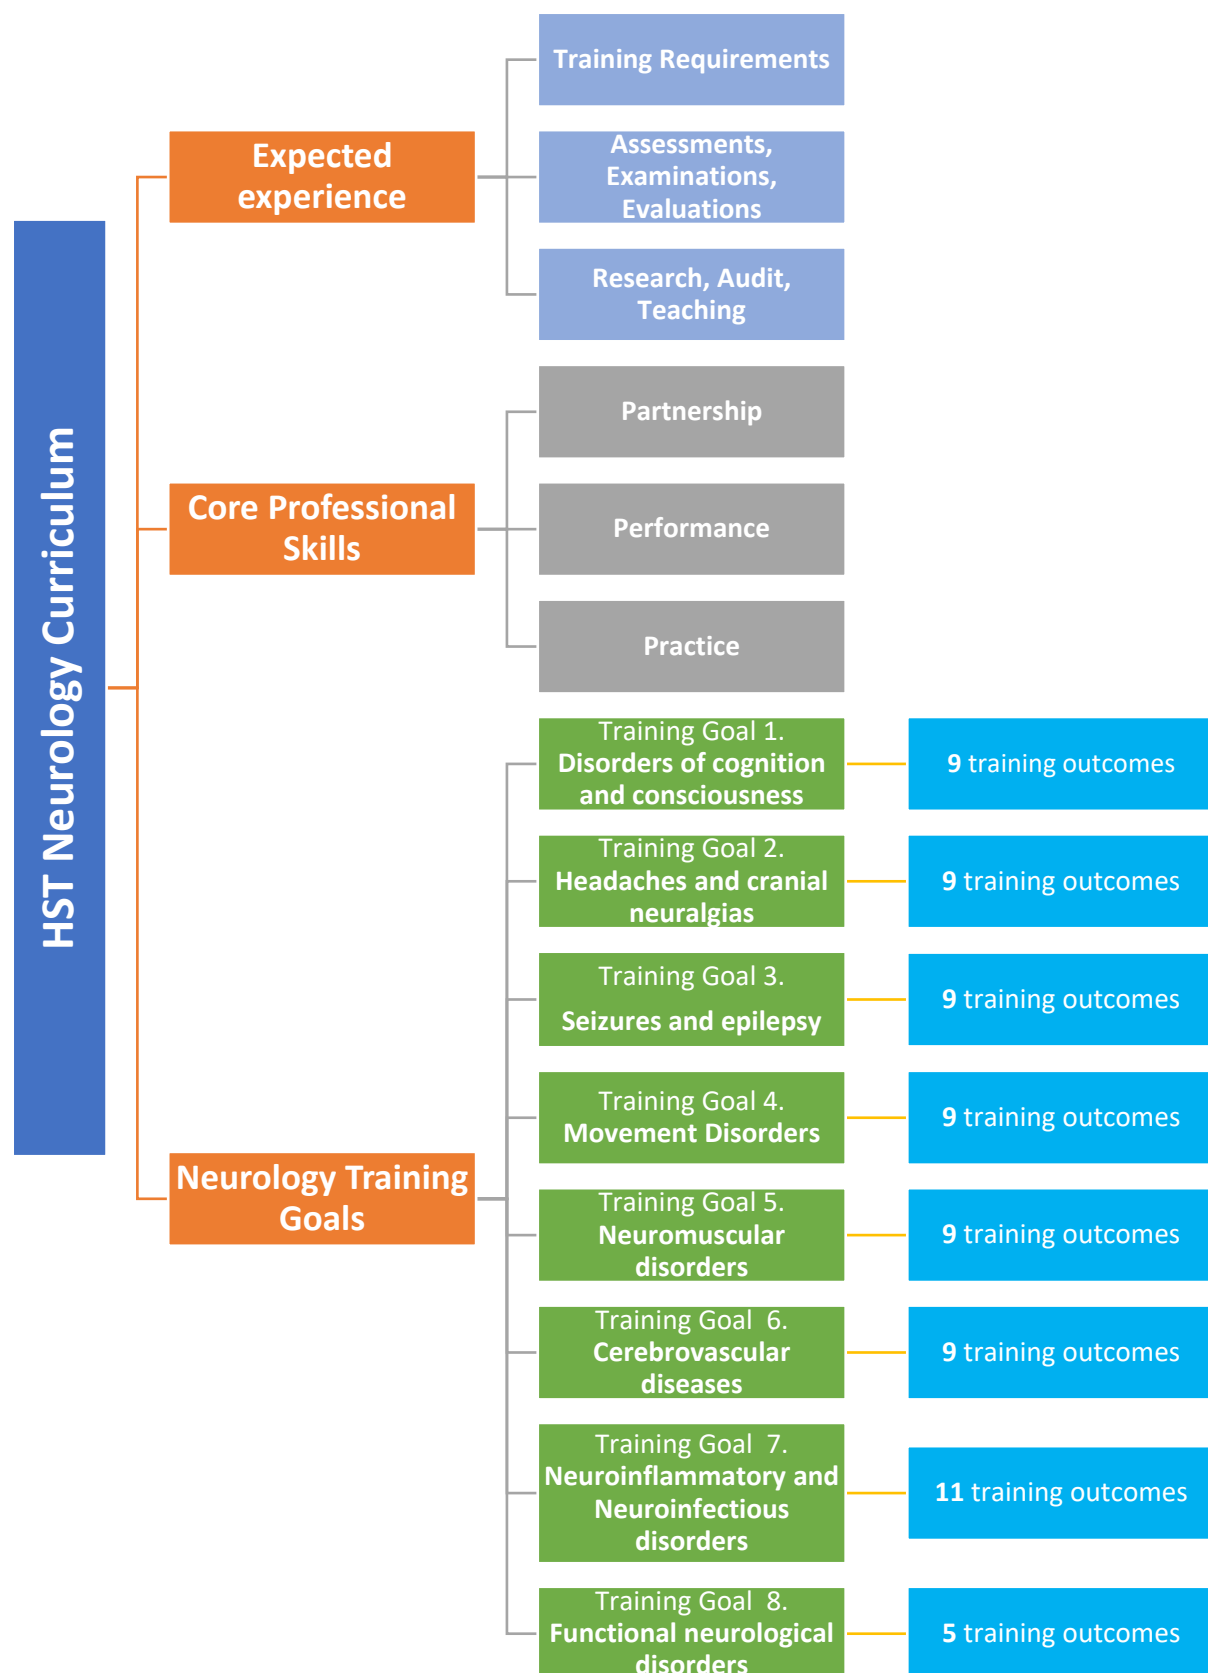 HST Neurology Curriculum
Expected
experience
Training Requirements
Assessments,
Examinations,
Evaluations
Research, Audit,
Teaching
Core Professional
Skills
Partnership
Performance
Practice
Neurology Training
Goals
Training Goal 1.
Disorders of cognition
and consciousness
9 training outcomes
Training Goal 2.
Headaches and cranial
neuralgias
9 training outcomes
Training Goal 3.
Seizures and epilepsy
9 training outcomes
Training Goal 4.
Movement Disorders
9 training outcomes
Training Goal 5.
Neuromuscular
disorders
9 training outcomes
Training Goal  6.
Cerebrovascular
diseases
9 training outcomes
Training Goal  7.
Neuroinflammatory and
Neuroinfectious
disorders
11 training outcomes
Training Goal  8.
Functional neurological
disorders
5 training outcomes